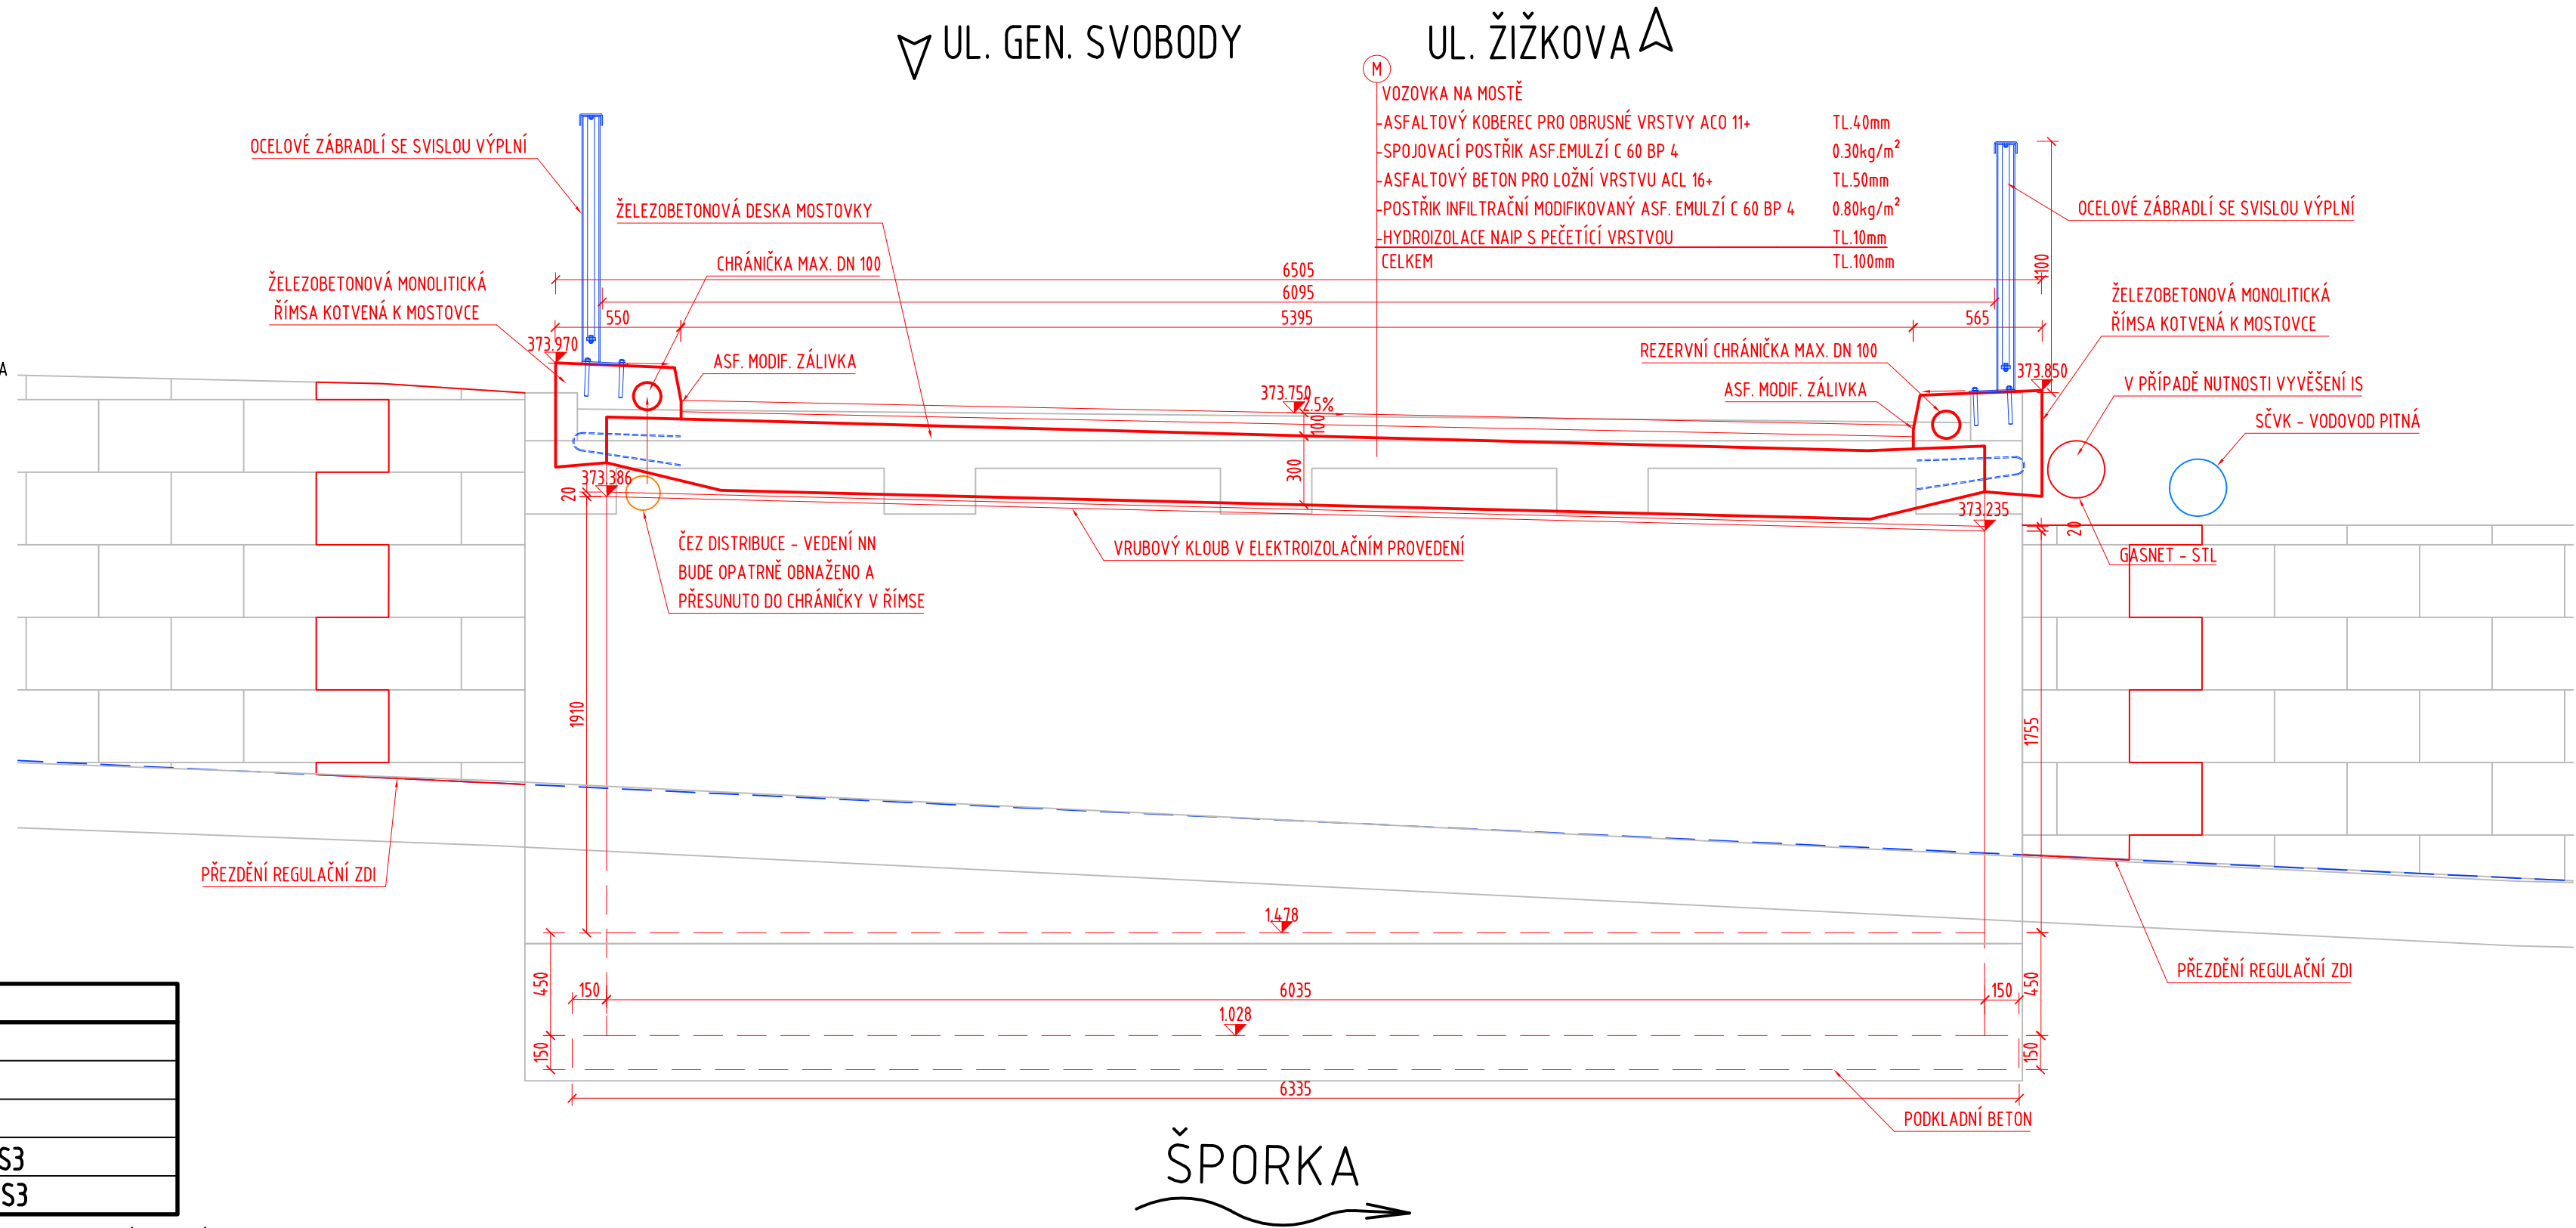 UL. GEN. SVOBODY
UL. ŽIŽKOVA
M
VOZOVKA NA MOSTĚ
ASFALTOVÝ KOBEREC PRO OBRUSNÉ VRSTVY ACO 11+ TL.40mm
SPOJOVACÍ POSTŘIK ASF.EMULZÍ C 60 BP 4 0.30kg/m²
ASFALTOVÝ BETON PRO LOŽNÍ VRSTVU ACL 16+ TL.50mm
POSTŘIK INFILTRAČNÍ MODIFIKOVANÝ ASF. EMULZÍ C 60 BP 4 0.80kg/m²
HYDROIZOLACE NAIP S PEČETÍCÍ VRSTVOU TL.10mm
CELKEM TL.100mm
OCELOVÉ ZÁBRADLÍ SE SVISLOU VÝPLNÍ
ŽELEZOBETONOVÁ DESKA MOSTOVKY
CHRÁNIČKA MAX. DN 100
ŽELEZOBETONOVÁ MONOLITICKÁ
ŘÍMSA KOTVENÁ K MOSTOVCE
OCELOVÉ ZÁBRADLÍ SE SVISLOU VÝPLNÍ
1100
6505
6095
550
5395
565
ŽELEZOBETONOVÁ MONOLITICKÁ
ŘÍMSA KOTVENÁ K MOSTOVCE
373.970
ASF. MODIF. ZÁLIVKA
REZERVNÍ CHRÁNIČKA MAX. DN 100
ASF. MODIF. ZÁLIVKA
373.850
V PŘÍPADĚ NUTNOSTI VYVĚŠENÍ IS
SČVK - VODOVOD PITNÁ
A
373.750
2.5%
100
300
373.386
20
373.235
20
GASNET - STL
ČEZ DISTRIBUCE - VEDENÍ NN
BUDE OPATRNĚ OBNAŽENO A
PŘESUNUTO DO CHRÁNIČKY V ŘÍMSE
VRUBOVÝ KLOUB V ELEKTROIZOLAČNÍM PROVEDENÍ
1910
1755
PŘEZDĚNÍ REGULAČNÍ ZDI
1.478
450
150
6035
150
450
PŘEZDĚNÍ REGULAČNÍ ZDI
1.028
150
150
6335
PODKLADNÍ BETON
S3
S3
ŠPORKA